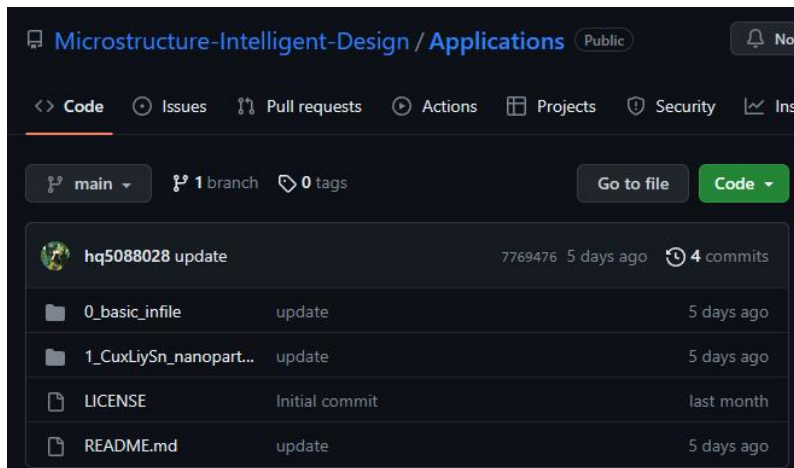 Microstructure-Intelligent-Design / Applications Public No
<> Code Issues Pull requests Actions Projects Security Ins
main 1 branch 0 tags Go to file Code
hq5088028 update 7769476 5 days ago 4 commits
0_basic_infile update 5 days ago
1_CuxLiySn_nanopart... update 5 days ago
LICENSE Initial commit last month
README.md update 5 days ago